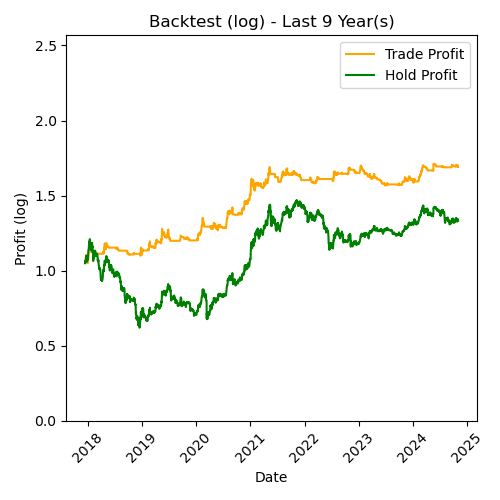 Backtest (log) - Last 9 Year(s)
Trade Profit
Hold Profit
Profit (log)
2.5
2.0
1.5
1.0
0.5
0.0
2018 2019 2020 2021 2022 2023 2024 2025
Date